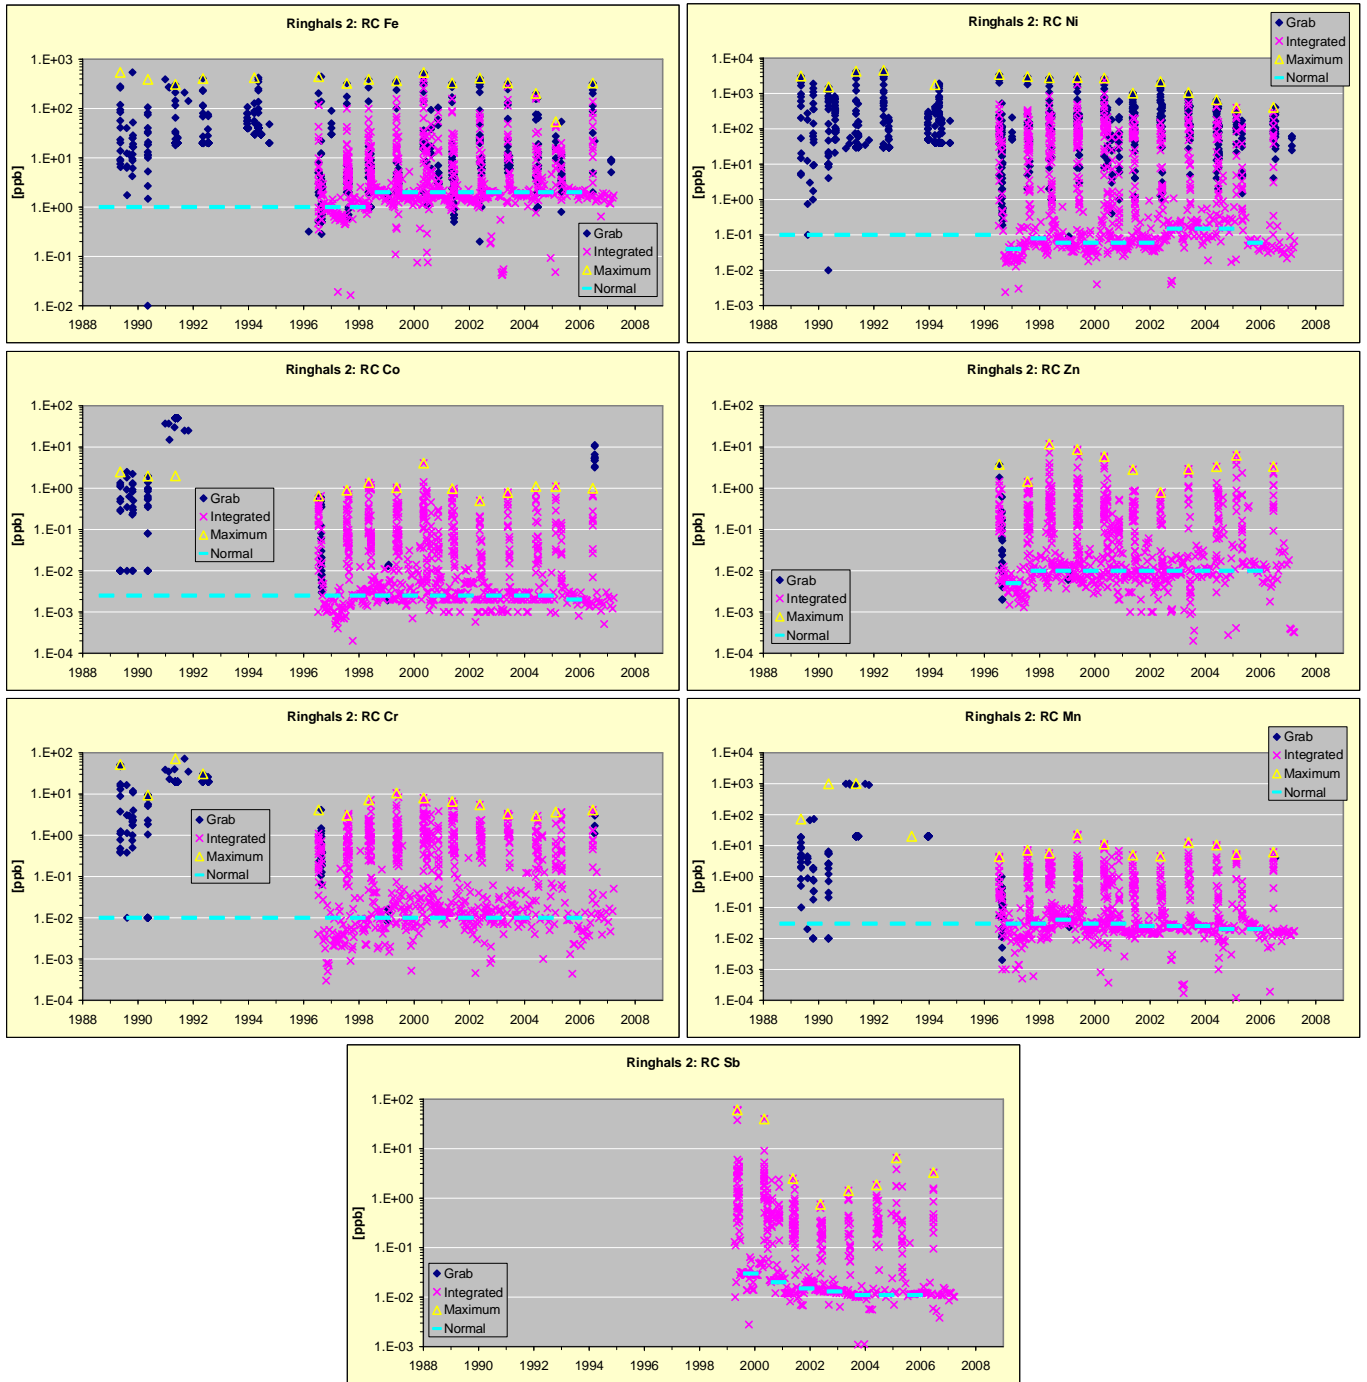 Ringhals 2: RC Fe
[ppb]
1.E+03
1.E+02
1.E+01
1.E+00
1.E-01
1.E-02
1988 1990 1992 1994 1996 1998 2000 2002 2004 2006 2008
Grab
Integrated
Maximum
Normal
Ringhals 2: RC Ni
[ppb]
1.E+04
1.E+03
1.E+02
1.E+01
1.E+00
1.E-01
1.E-02
1.E-03
1988 1990 1992 1994 1996 1998 2000 2002 2004 2006 2008
Grab
Integrated
Maximum
Normal
Ringhals 2: RC Co
[ppb]
1.E+02
1.E+01
1.E+00
1.E-01
1.E-02
1.E-03
1.E-04
1988 1990 1992 1994 1996 1998 2000 2002 2004 2006 2008
Grab
Integrated
Maximum
Normal
Ringhals 2: RC Zn
[ppb]
1.E+02
1.E+01
1.E+00
1.E-01
1.E-02
1.E-03
1.E-04
1988 1990 1992 1994 1996 1998 2000 2002 2004 2006 2008
Grab
Integrated
Maximum
Normal
Ringhals 2: RC Cr
[ppb]
1.E+02
1.E+01
1.E+00
1.E-01
1.E-02
1.E-03
1.E-04
1988 1990 1992 1994 1996 1998 2000 2002 2004 2006 2008
Grab
Integrated
Maximum
Normal
Ringhals 2: RC Mn
[ppb]
1.E+04
1.E+03
1.E+02
1.E+01
1.E+00
1.E-01
1.E-02
1.E-03
1.E-04
1988 1990 1992 1994 1996 1998 2000 2002 2004 2006 2008
Grab
Integrated
Maximum
Normal
Ringhals 2: RC Sb
[ppb]
1.E+02
1.E+01
1.E+00
1.E-01
1.E-02
1.E-03
1988 1990 1992 1994 1996 1998 2000 2002 2004 2006 2008
Grab
Integrated
Maximum
Normal